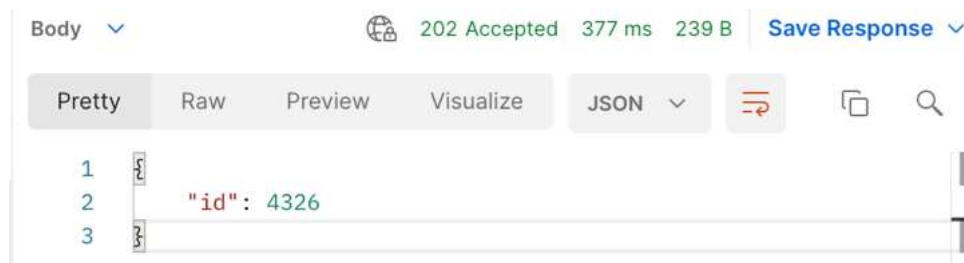 Body 202 Accepted 377 ms 239 B Save Response
Pretty Raw Preview Visualize JSON
1 {
2 "id": 4326
3 }